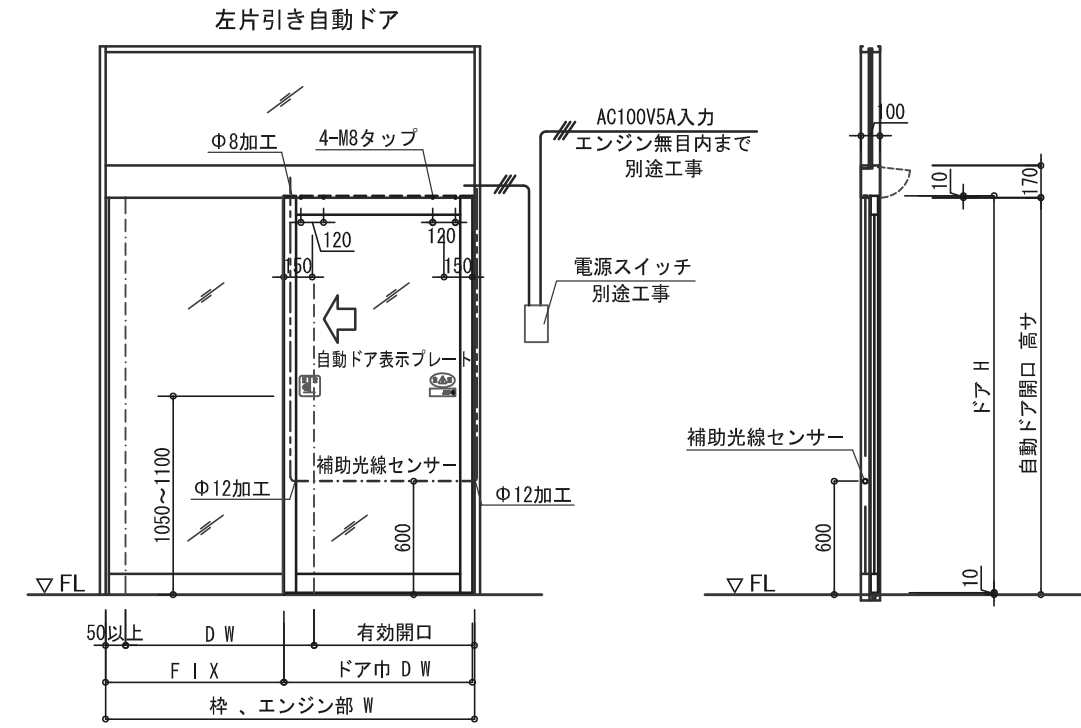 左片引き自動ドア
Φ8加工
4-M8タップ
AC100V5A入力
エンジン無目内まで
別途工事
100
10
170
120
120
150
150
電源スイッチ
別途工事
自動ドア表示プレート
ドア H
自動ドア開口 高サ
補助光線センサー
補助光線センサー
Φ12加工
Φ12加工
1050～1100
600
600
10
▽ FL
▽ FL
50以上
D W
有効開口
F I X
ドア巾 D W
枠 、エンジン部 W